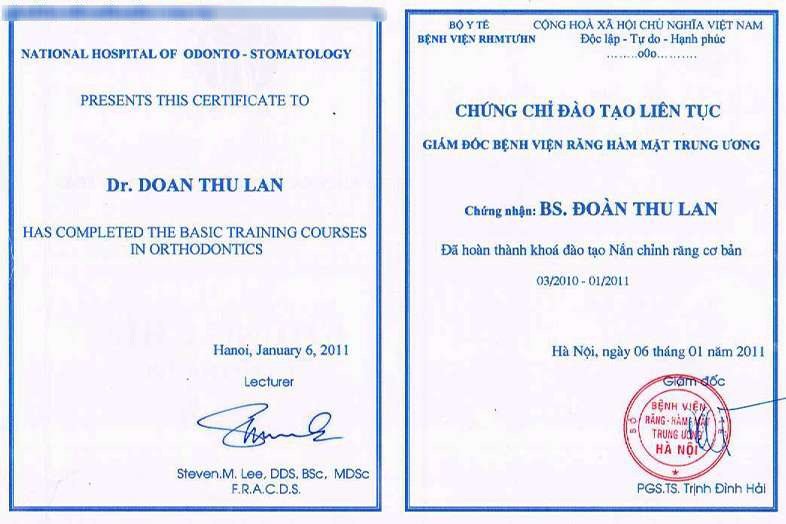 NATIONAL HOSPITAL OF ODONTO - STOMATOLOGY
PRESENTS THIS CERTIFICATE TO
Dr. DOAN THU LAN
HAS COMPLETED THE BASIC TRAINING COURSES
IN ORTHODONTICS
Hanoi, January 6, 2011
Lecturer
Steven.M. Lee, DDS, BSc, MDSc
F.R.A.C.D.S.
BỘ Y TẾ
BỆNH VIỆN RHMTƯHN
CỘNG HOÀ XÃ HỘI CHỦ NGHĨA VIỆT NAM
Độc lập - Tự do - Hạnh phúc
........o0o..........
CHỨNG CHỈ ĐÀO TẠO LIÊN TỤC
GIÁM ĐỐC BỆNH VIỆN RĂNG HÀM MẶT TRUNG ƯƠNG
Chứng nhận: BS. ĐOÀN THU LAN
Đã hoàn thành khoá đào tạo Nắn chỉnh răng cơ bản
03/2010 - 01/2011
Hà Nội, ngày 06 tháng 01 năm 2011
Giám đốc
BỆNH VIỆN
RĂNG-HÀM MẶT
TRUNG ƯƠNG
HÀ NỘI
PGS.TS. Trịnh Đình Hải